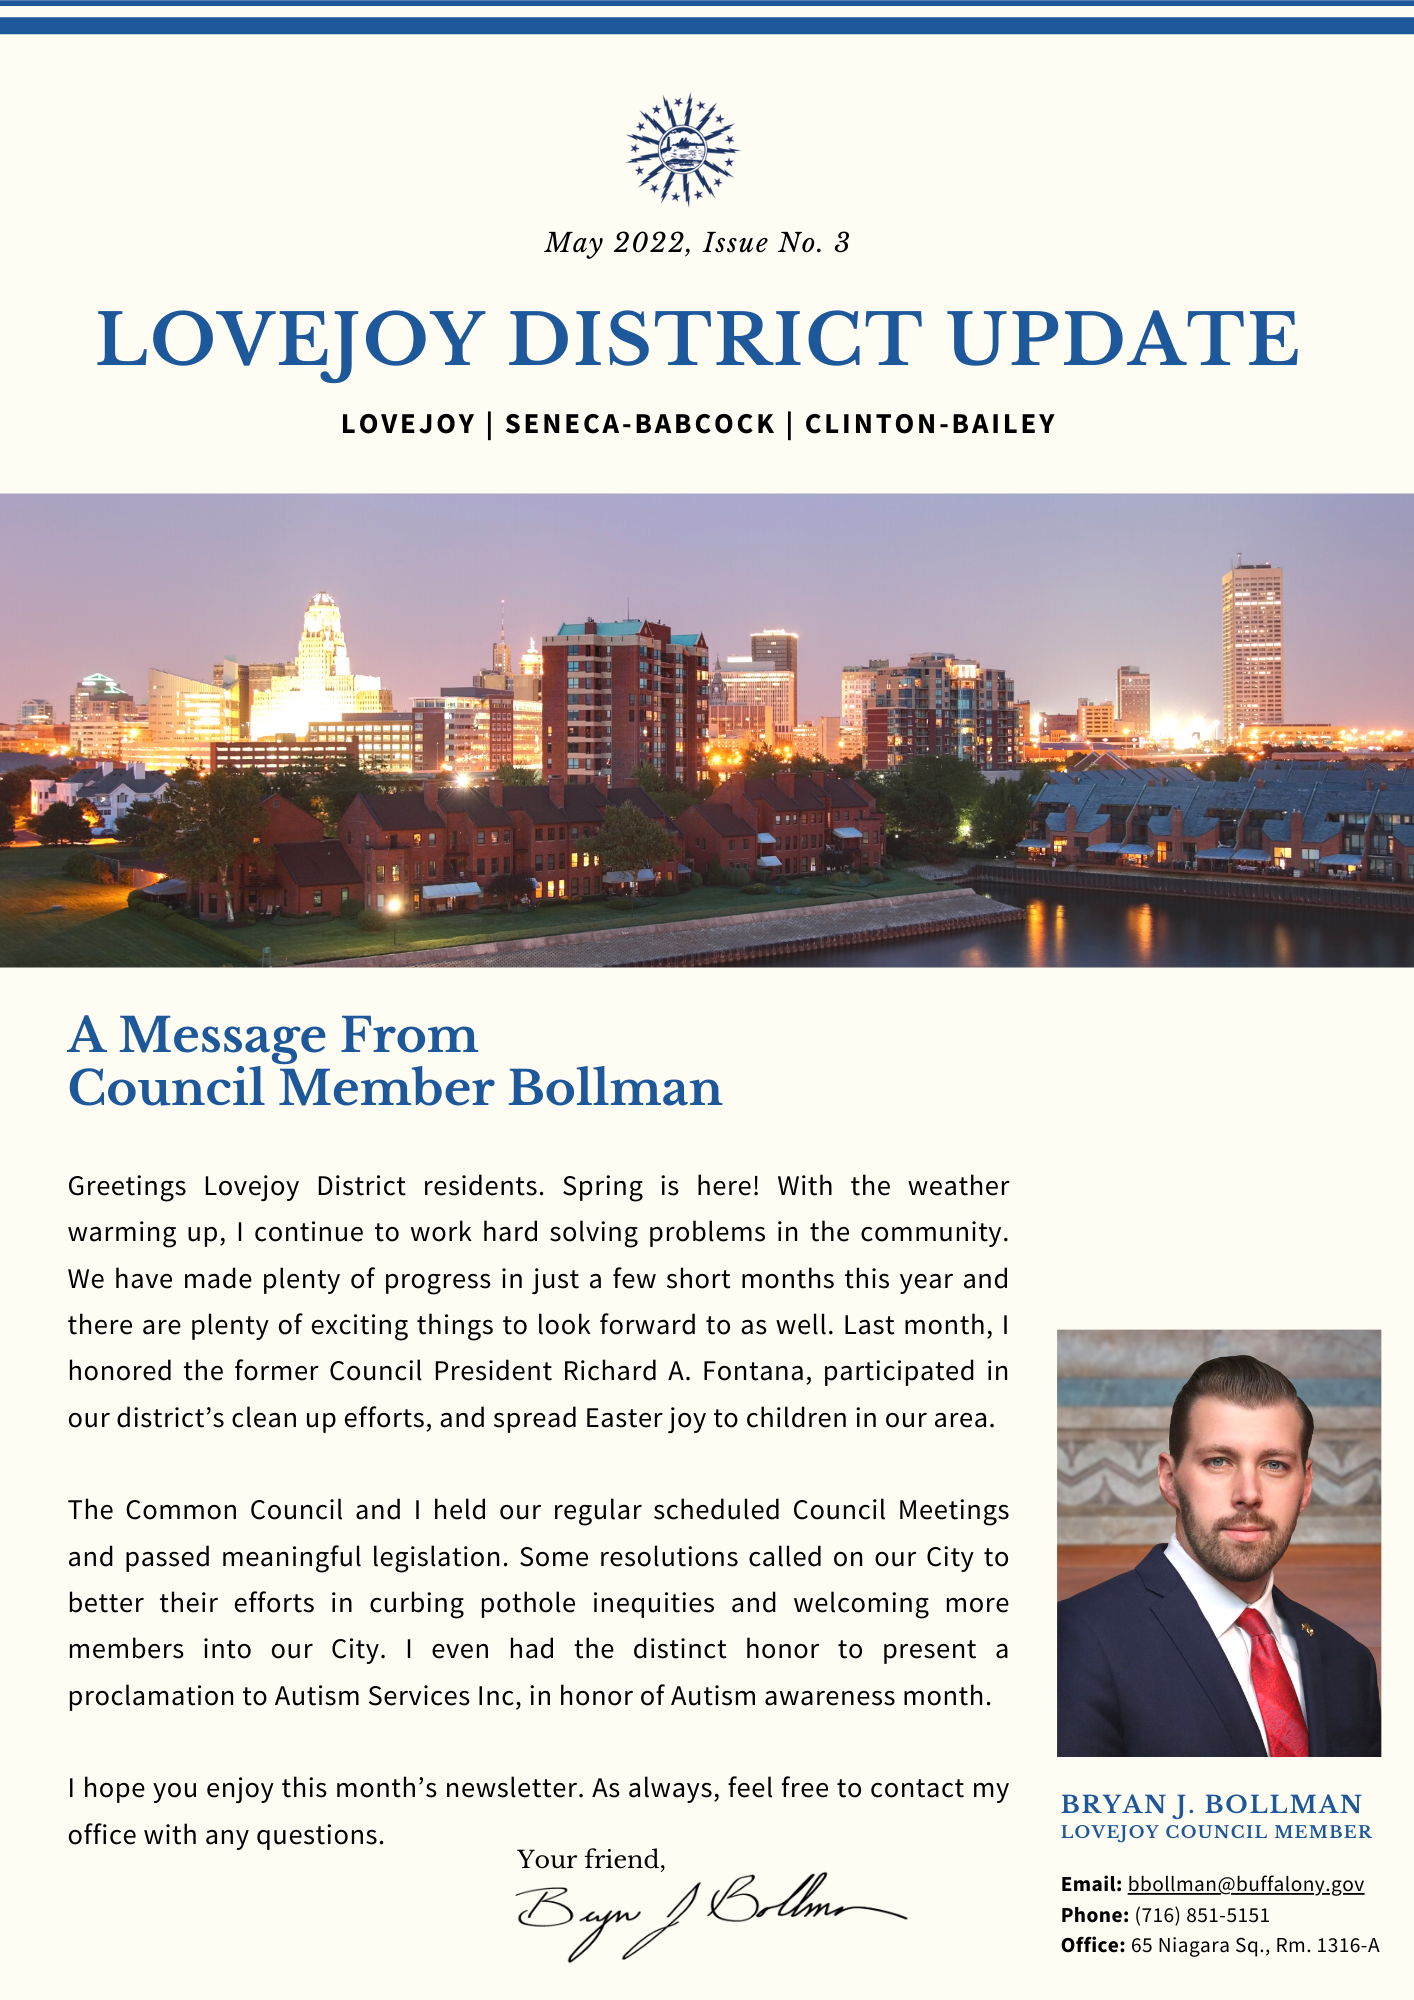 May 2022, Issue No. 3
LOVEJOY DISTRICT UPDATE
LOVEJOY | SENECA-BABCOCK | CLINTON-BAILEY
A Message From
Council Member Bollman
Greetings Lovejoy District residents. Spring is here! With the weather
warming up, I continue to work hard solving problems in the community.
We have made plenty of progress in just a few short months this year and
there are plenty of exciting things to look forward to as well. Last month, I
honored the former Council President Richard A. Fontana, participated in
our district’s clean up efforts, and spread Easter joy to children in our area.
The Common Council and I held our regular scheduled Council Meetings
and passed meaningful legislation. Some resolutions called on our City to
better their efforts in curbing pothole inequities and welcoming more
members into our City. I even had the distinct honor to present a
proclamation to Autism Services Inc, in honor of Autism awareness month.
I hope you enjoy this month’s newsletter. As always, feel free to contact my
office with any questions.
Your friend,
Bryan J Bollman
BRYAN J. BOLLMAN
LOVEJOY COUNCIL MEMBER
Email: bbollman@buffalony.gov
Phone: (716) 851-5151
Office: 65 Niagara Sq., Rm. 1316-A